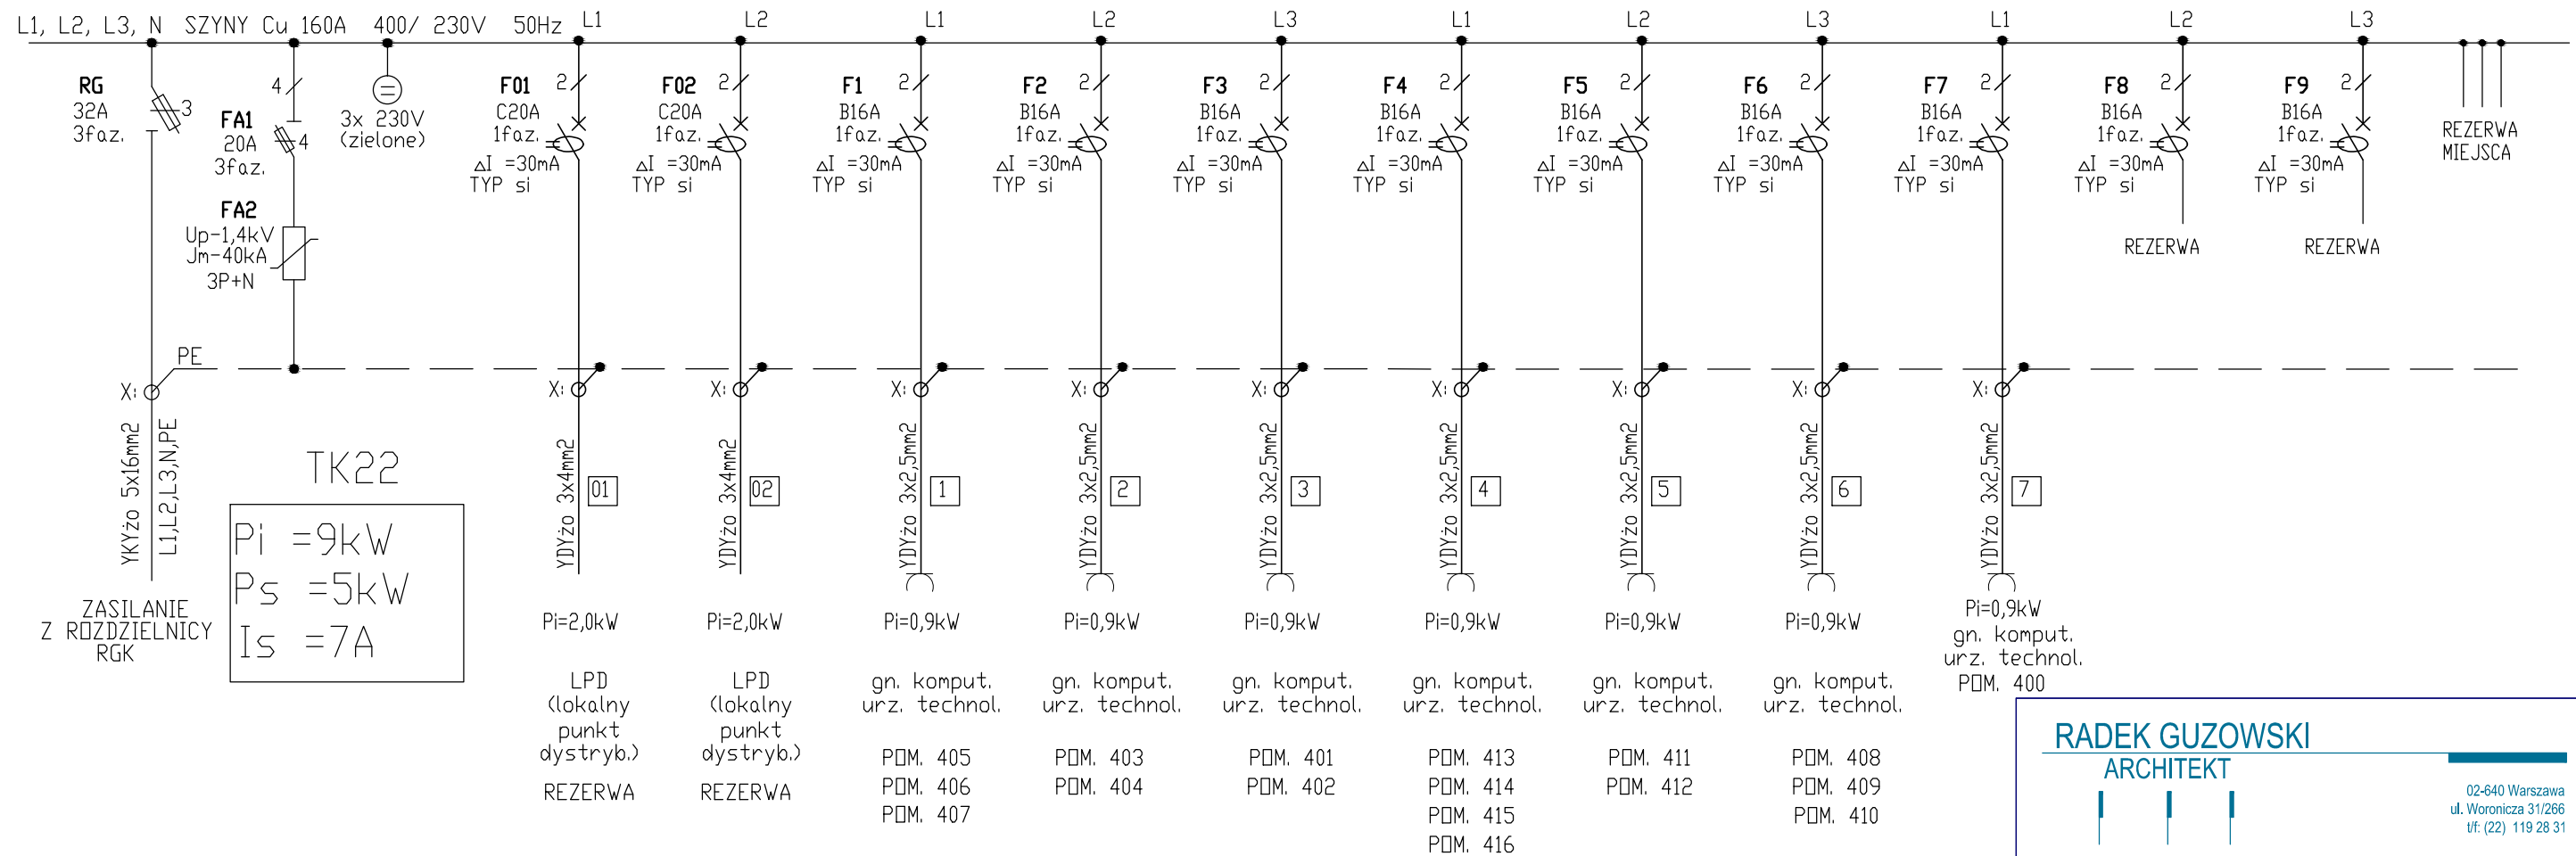 L1, L2, L3, N SZYNY Cu 160A 400/ 230V 50Hz
L1
L2
L1
L2
L3
L1
L2
L3
L1
L2
L3
RG
32A
3faz.
3
4
FA1
20A
3faz.
4
FA2
Up-1,4kV
Jm-40kA
3P+N
3x 230V
(zielone)
F01
C20A
1faz.
ΔI =30mA
TYP si
2
F02
C20A
1faz.
ΔI =30mA
TYP si
2
F1
B16A
1faz.
ΔI =30mA
TYP si
2
F2
B16A
1faz.
ΔI =30mA
TYP si
2
F3
B16A
1faz.
ΔI =30mA
TYP si
2
F4
B16A
1faz.
ΔI =30mA
TYP si
2
F5
B16A
1faz.
ΔI =30mA
TYP si
2
F6
B16A
1faz.
ΔI =30mA
TYP si
2
F7
B16A
1faz.
ΔI =30mA
TYP si
2
F8
B16A
1faz.
ΔI =30mA
TYP si
2
REZERWA
F9
B16A
1faz.
ΔI =30mA
TYP si
2
REZERWA
REZERWA
MIEJSCA
PE
X:
YKYżo 5x16mm2
L1,L2,L3,N,PE
ZASILANIE
Z ROZDZIELNICY
RGK
TK22
Pi =9kW
Ps =5kW
Is =7A
X:
YDYżo 3x4mm2
01
Pi=2,0kW
LPD
(lokalny
punkt
dystryb.)
REZERWA
X:
YDYżo 3x4mm2
02
Pi=2,0kW
LPD
(lokalny
punkt
dystryb.)
REZERWA
X:
YDYżo 3x2,5mm2
1
Pi=0,9kW
gn. komput.
urz. technol.
POM. 405
POM. 406
POM. 407
X:
YDYżo 3x2,5mm2
2
Pi=0,9kW
gn. komput.
urz. technol.
POM. 403
POM. 404
X:
YDYżo 3x2,5mm2
3
Pi=0,9kW
gn. komput.
urz. technol.
POM. 401
POM. 402
X:
YDYżo 3x2,5mm2
4
Pi=0,9kW
gn. komput.
urz. technol.
POM. 413
POM. 414
POM. 415
POM. 416
X:
YDYżo 3x2,5mm2
5
Pi=0,9kW
gn. komput.
urz. technol.
POM. 411
POM. 412
X:
YDYżo 3x2,5mm2
6
Pi=0,9kW
gn. komput.
urz. technol.
POM. 408
POM. 409
POM. 410
X:
YDYżo 3x2,5mm2
7
Pi=0,9kW
gn. komput.
urz. technol.
POM. 400
RADEK GUZOWSKI
ARCHITEKT
02-640 Warszawa
ul. Woronicza 31/266
t/f: (22) 119 28 31